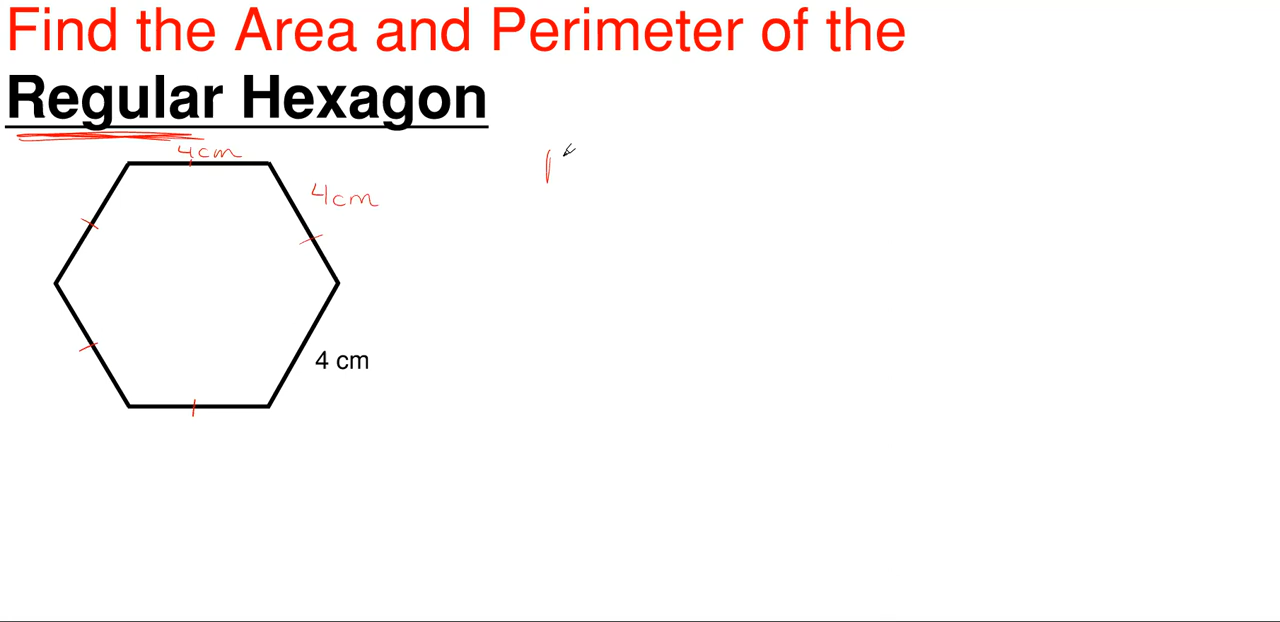 Find the Area and Perimeter of the
Regular Hexagon
4cm
4cm
4 cm